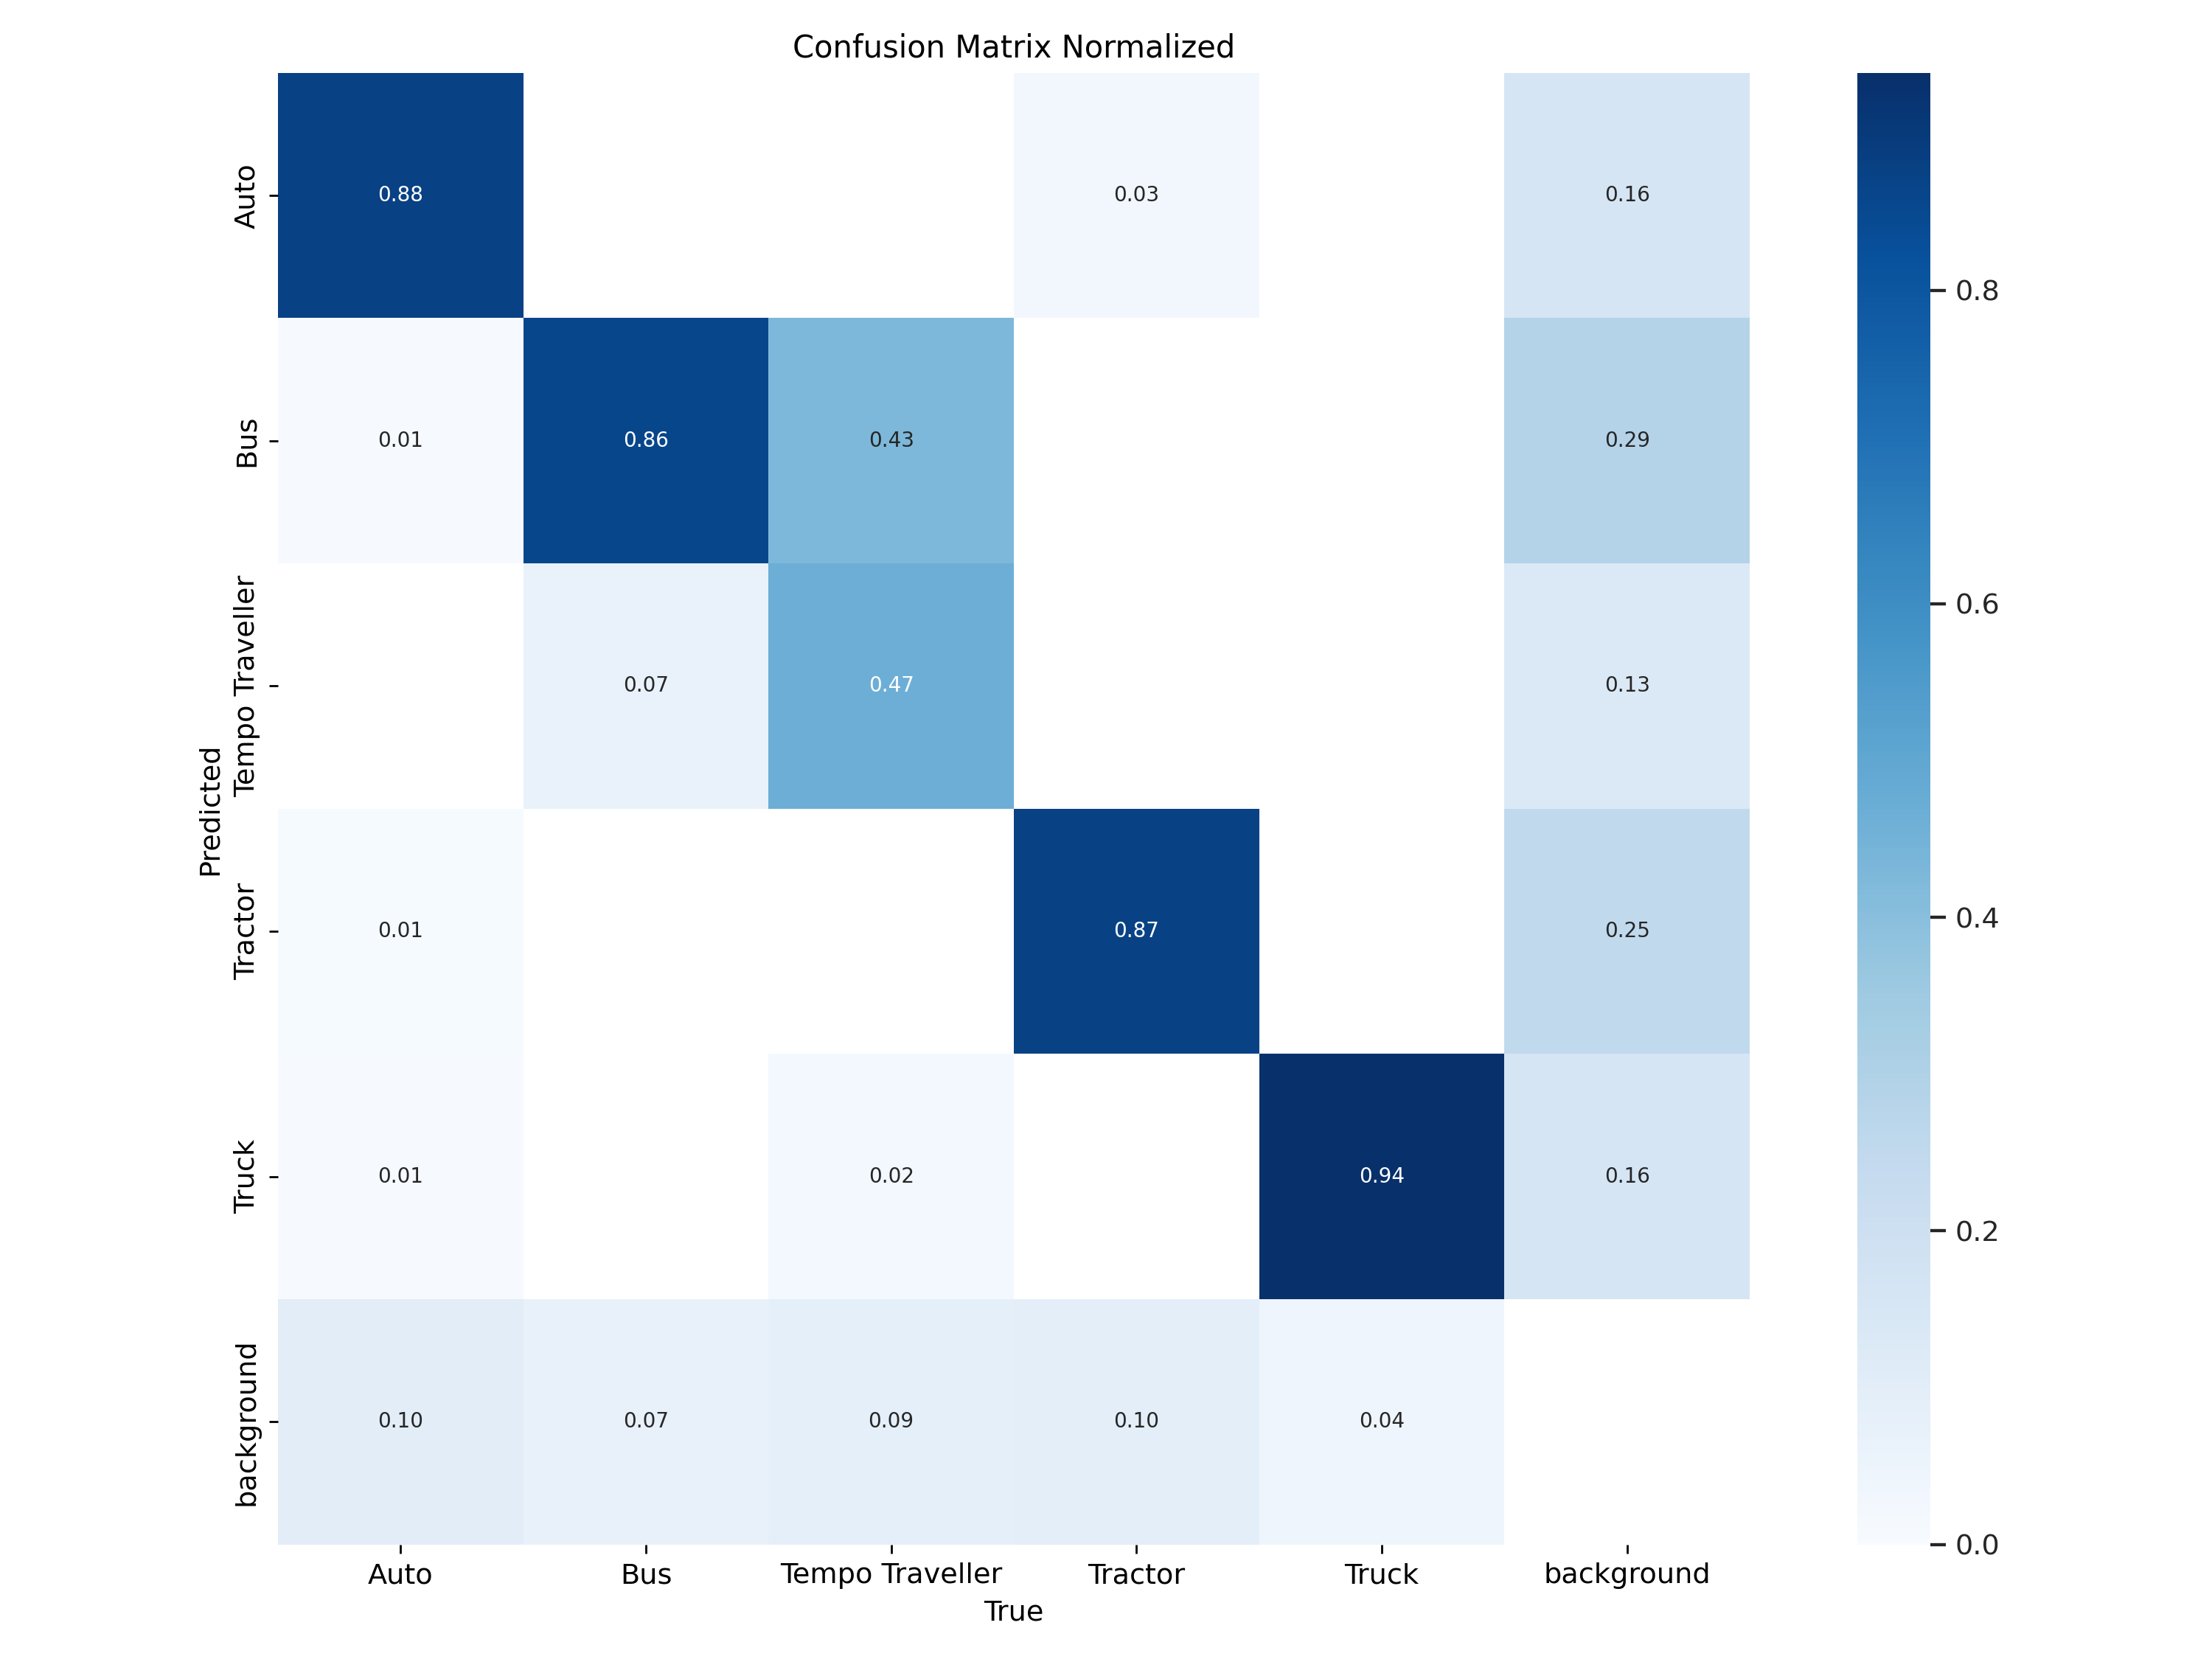 Confusion Matrix Normalized
Auto
0.88
0.03
0.16
0.8
Bus
0.01
0.86
0.43
0.29
0.6
Tempo Traveller
0.07
0.47
0.13
Predicted
Tractor
0.01
0.87
0.25
0.4
Truck
0.01
0.02
0.94
0.16
0.2
background
0.10
0.07
0.09
0.10
0.04
0.0
Auto
Bus
Tempo Traveller
Tractor
Truck
background
True